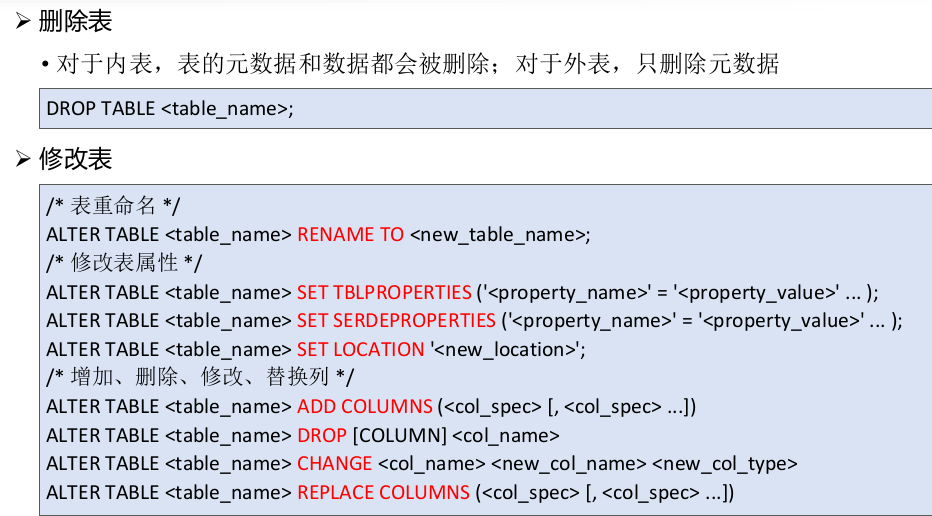 ➢ 删除表
• 对于内表，表的元数据和数据都会被删除；对于外表，只删除元数据
DROP TABLE <table_name>;
➢ 修改表
/* 表重命名 */
ALTER TABLE <table_name> RENAME TO <new_table_name>;
/* 修改表属性 */
ALTER TABLE <table_name> SET TBLPROPERTIES ('<property_name>' = '<property_value>' ... );
ALTER TABLE <table_name> SET SERDEPROPERTIES ('<property_name>' = '<property_value>' ... );
ALTER TABLE <table_name> SET LOCATION '<new_location>';
/* 增加、删除、修改、替换列 */
ALTER TABLE <table_name> ADD COLUMNS (<col_spec> [, <col_spec> ...])
ALTER TABLE <table_name> DROP [COLUMN] <col_name>
ALTER TABLE <table_name> CHANGE <col_name> <new_col_name> <new_col_type>
ALTER TABLE <table_name> REPLACE COLUMNS (<col_spec> [, <col_spec> ...])